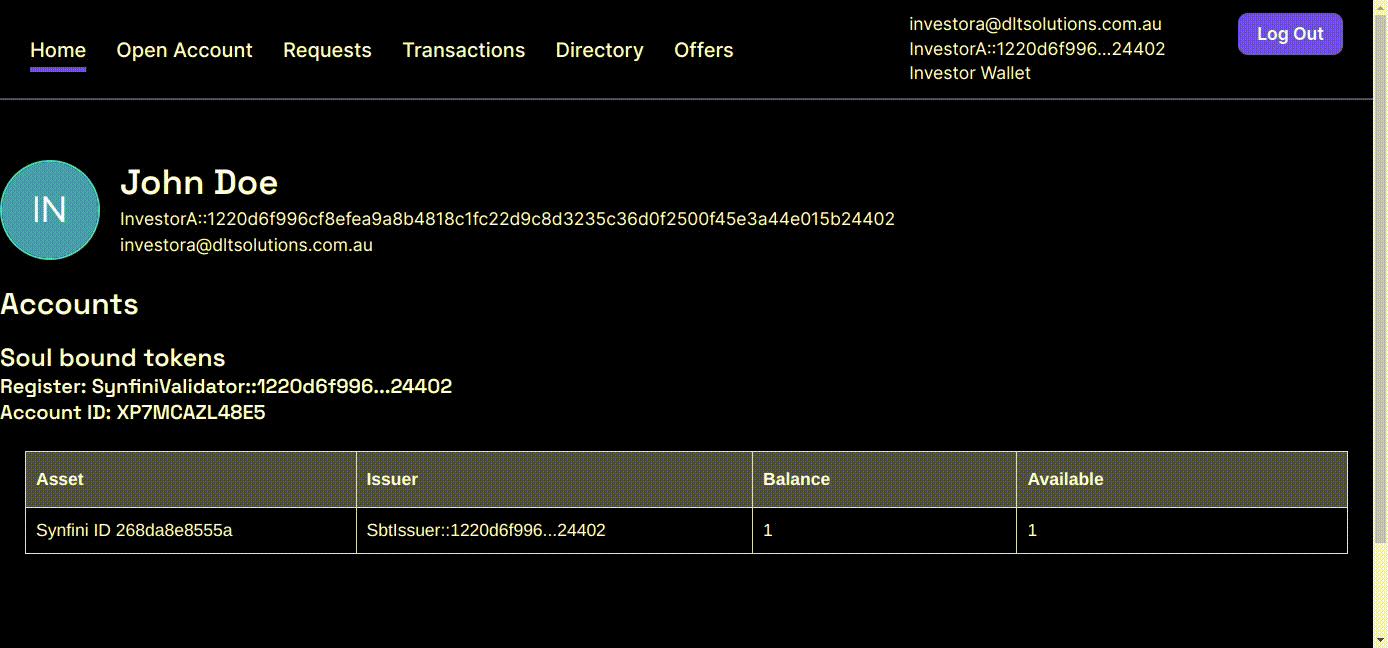 Home Open Account Requests Transactions Directory Offers
investora@dltsolutions.com.au
InvestorA::1220d6f996...24402
Investor Wallet
Log Out
IN
John Doe
InvestorA::1220d6f996cf8efea9a8b4818c1fc22d9c8d3235c36d0f2500f45e3a44e015b24402
investora@dltsolutions.com.au
Accounts
Soul bound tokens
Register: SynfiniValidator::1220d6f996...24402
Account ID: XP7MCAZL48E5
Asset Issuer Balance Available
Synfini ID 268da8e8555a SbtIssuer::1220d6f996...24402 1 1